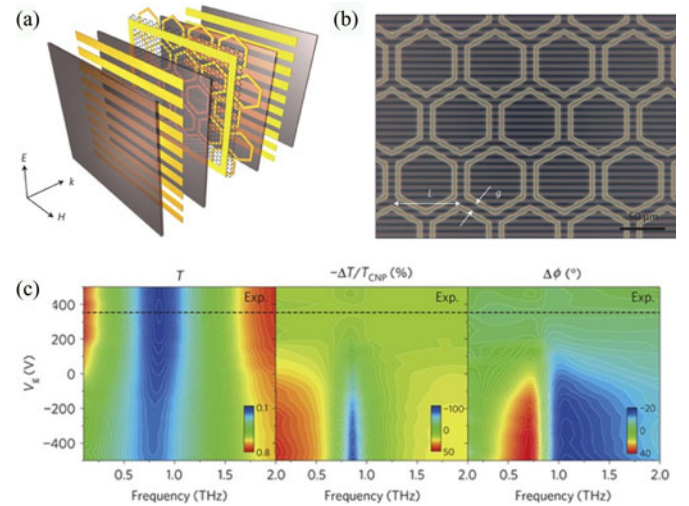 (a)
E
k
H
(b)
l
g
50 μm
(c)
T
-ΔT/T_CNP (%)
Δϕ (°)
Exp.
Exp.
Exp.
V_g (V)
400
200
0
-200
-400
0.1
0.8
-100
0
50
-20
0
40
0.5 1.0 1.5 2.0
0.5 1.0 1.5 2.0
0.5 1.0 1.5 2.0
Frequency (THz)
Frequency (THz)
Frequency (THz)